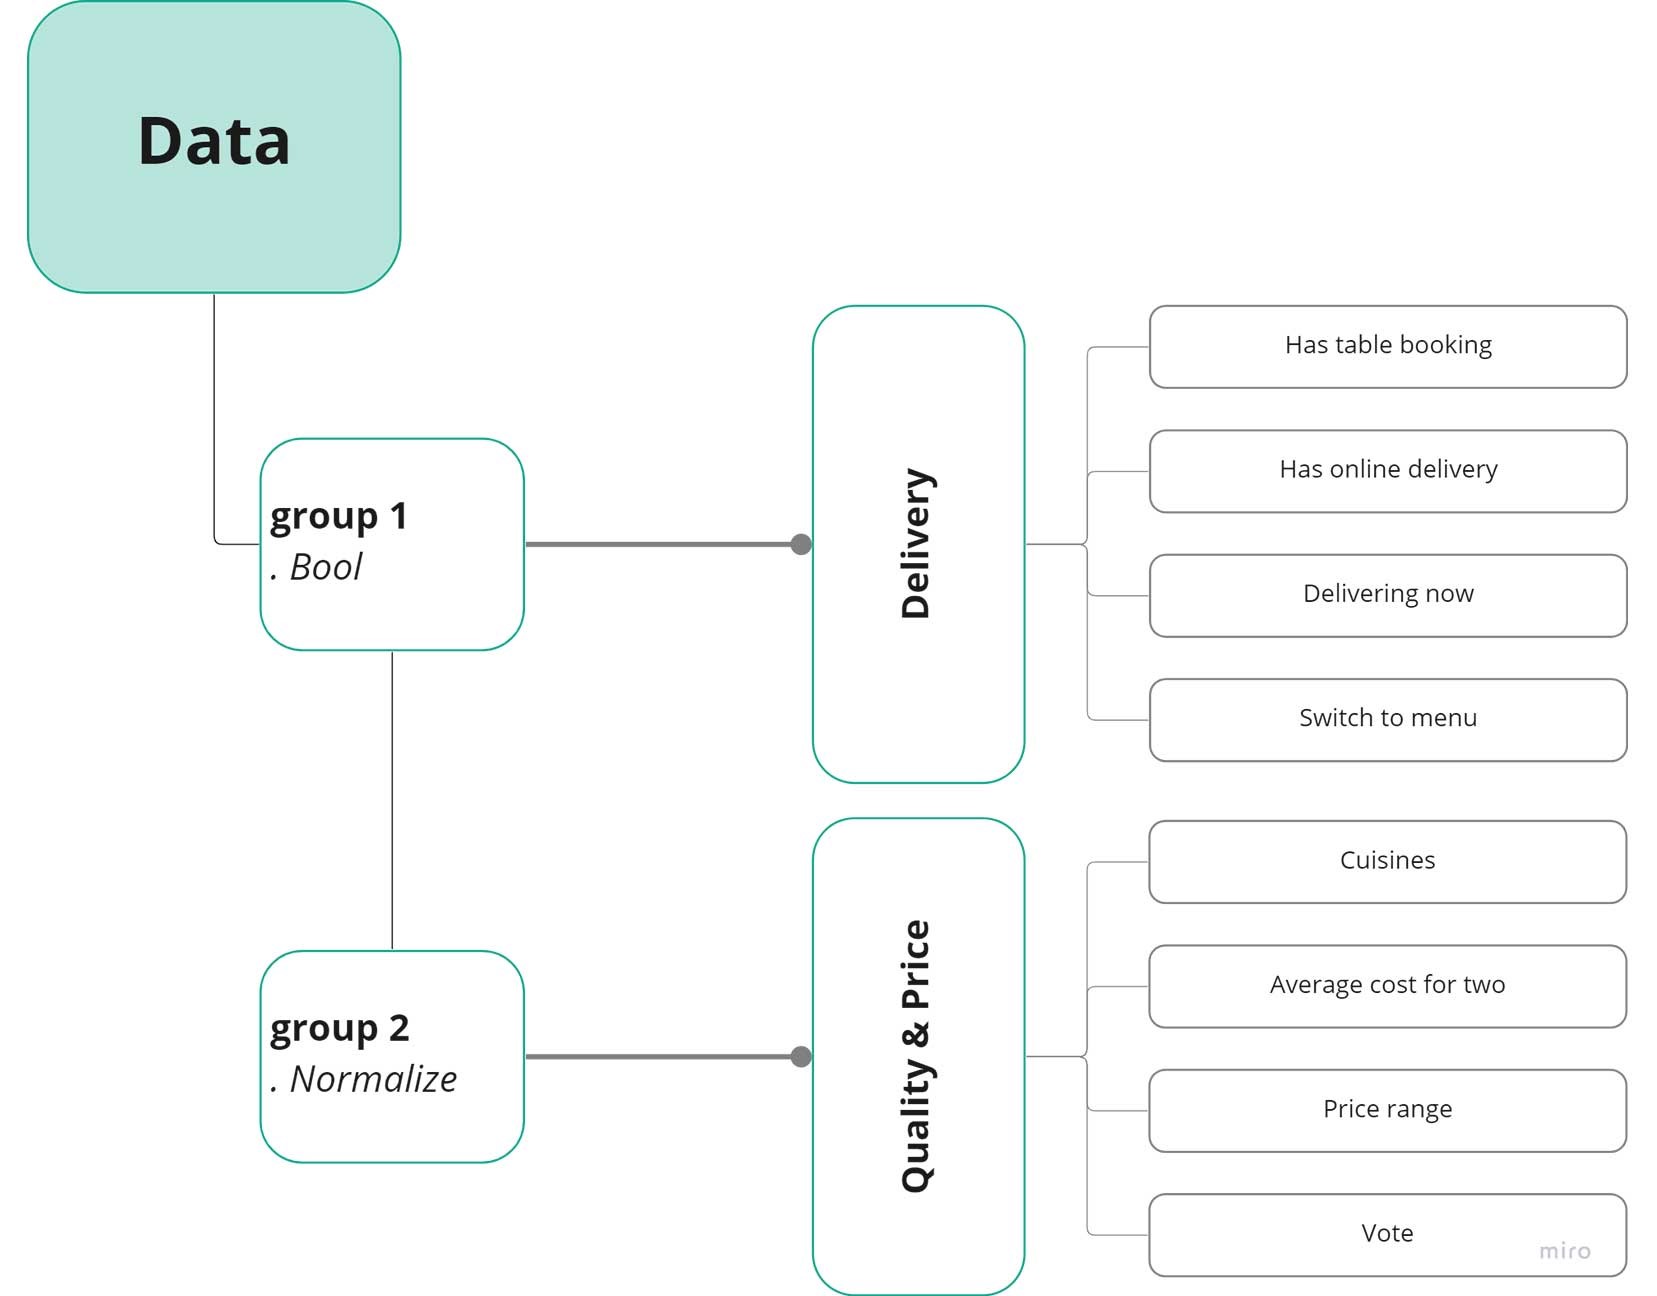 Data
group 1
. Bool
Delivery
Has table booking
Has online delivery
Delivering now
Switch to menu
group 2
. Normalize
Quality & Price
Cuisines
Average cost for two
Price range
Vote
miro